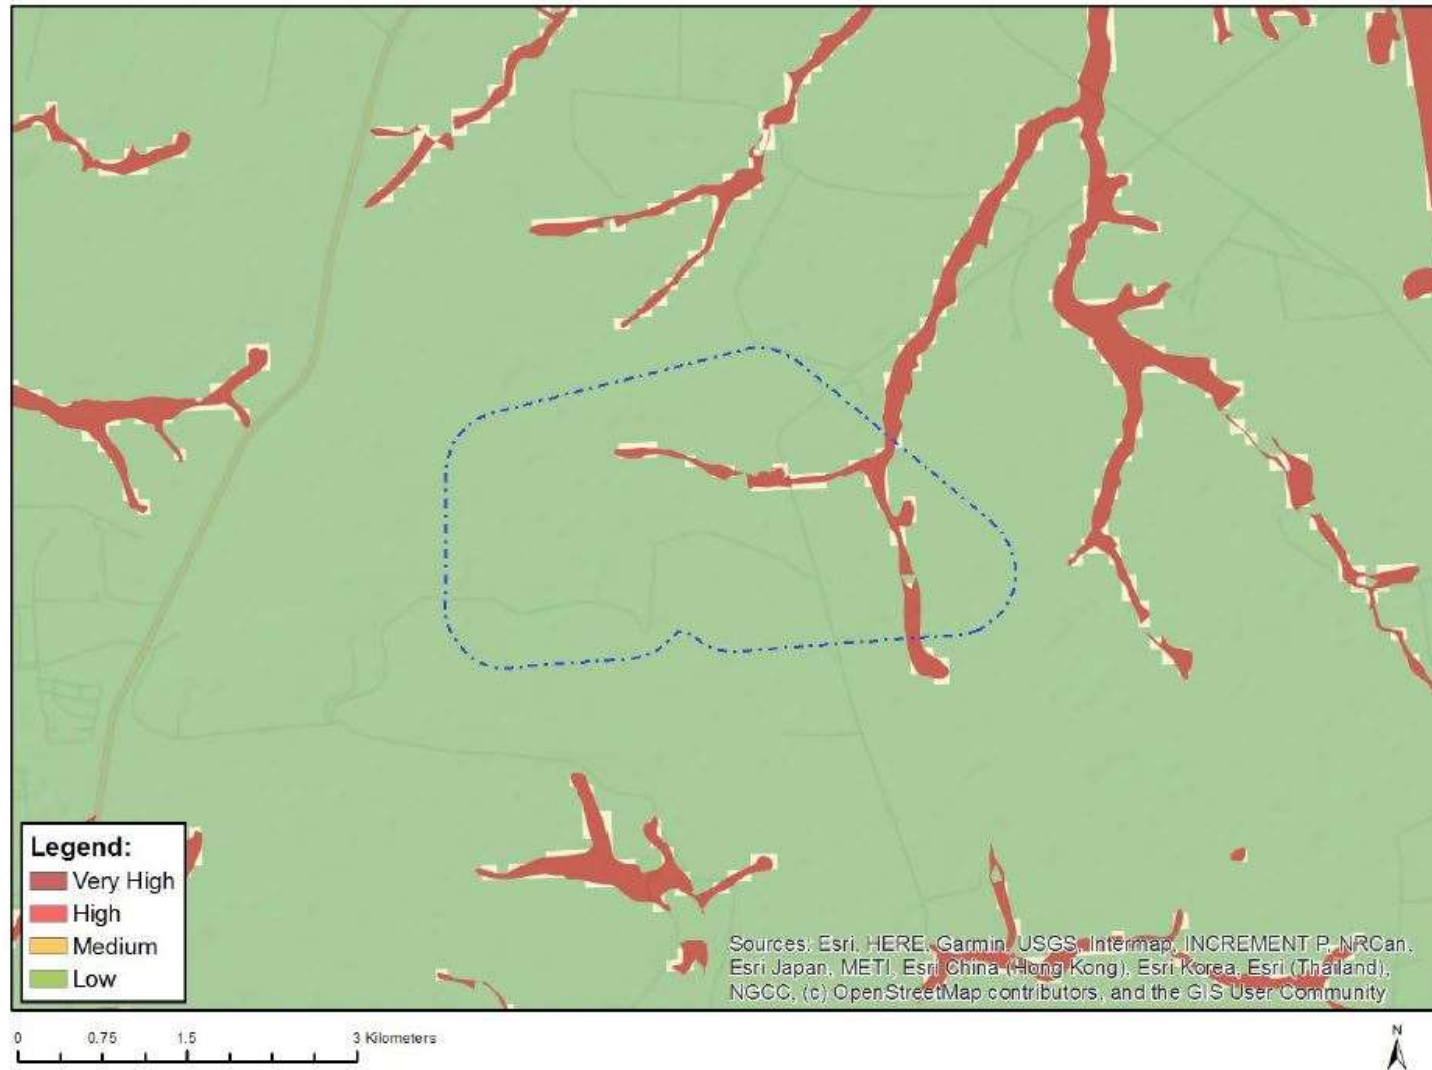 Legend:
Very High
High
Medium
Low
Sources: Esri, HERE, Garmin, USGS, Intermap, INCREMENT P, NRCan,
Esri Japan, METI, Esri China (Hong Kong), Esri Korea, Esri (Thailand),
NGCC, (c) OpenStreetMap contributors, and the GIS User Community
0 0.75 1.5 3 Kilometers
N